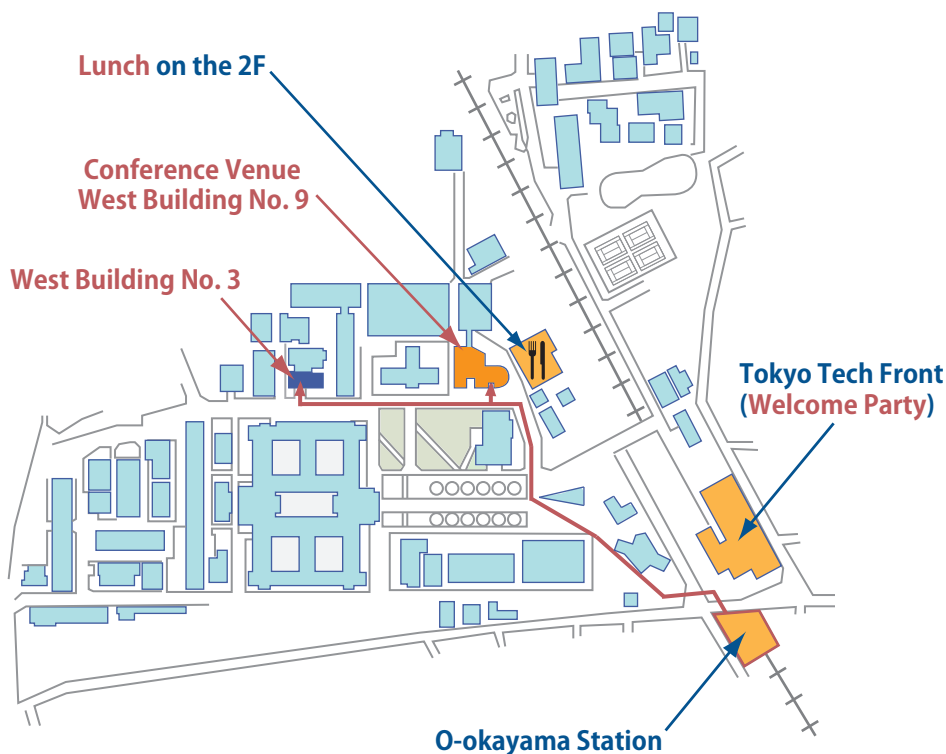 Lunch on the 2F
Conference Venue
West Building No. 9
West Building No. 3
Tokyo Tech Front
(Welcome Party)
O-okayama Station